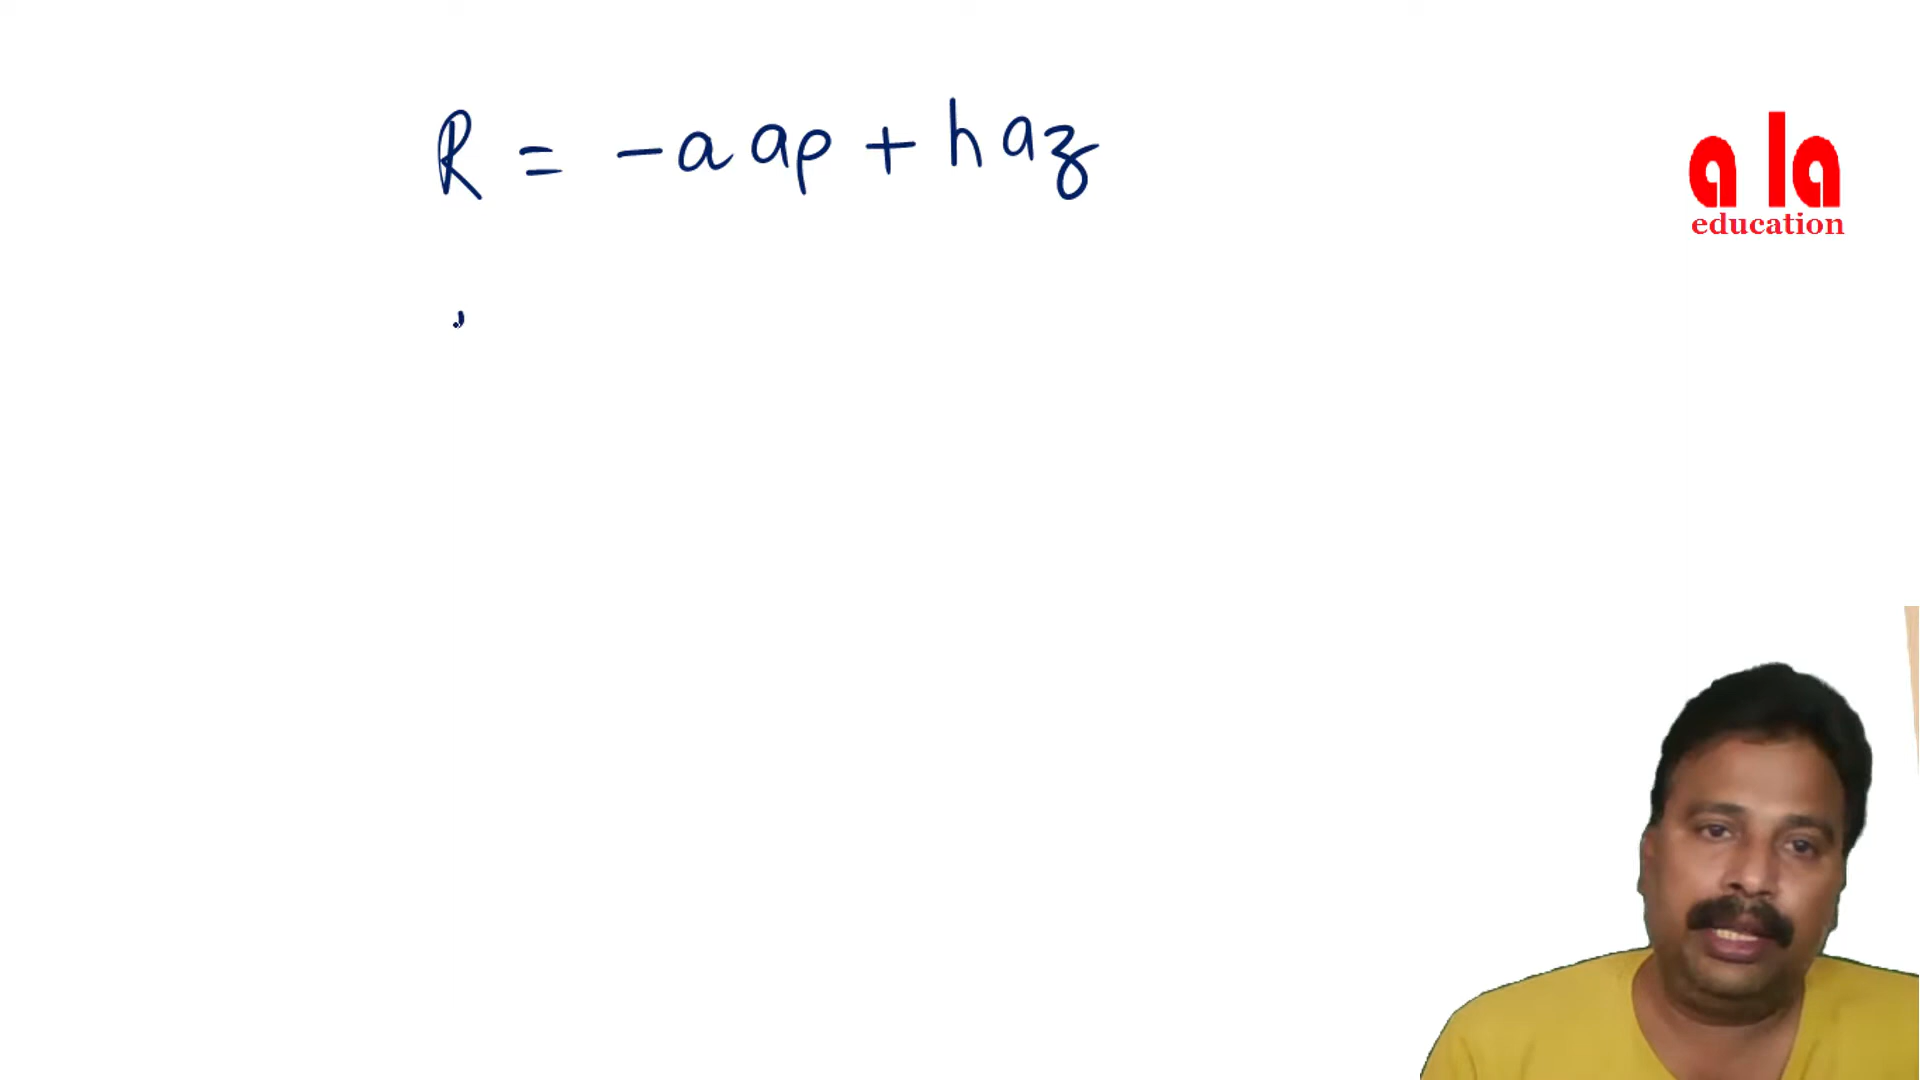 R = -a aρ + h az
a la
education